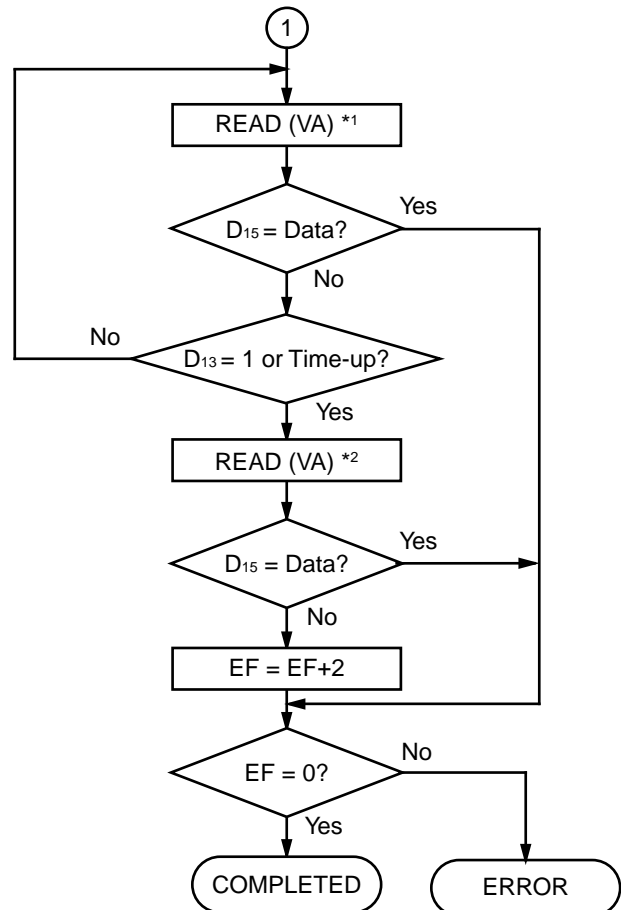 1
READ (VA) *1
D15 = Data?
Yes
No
D13 = 1 or Time-up?
No
Yes
READ (VA) *2
D15 = Data?
Yes
No
EF = EF+2
EF = 0?
No
Yes
COMPLETED
ERROR